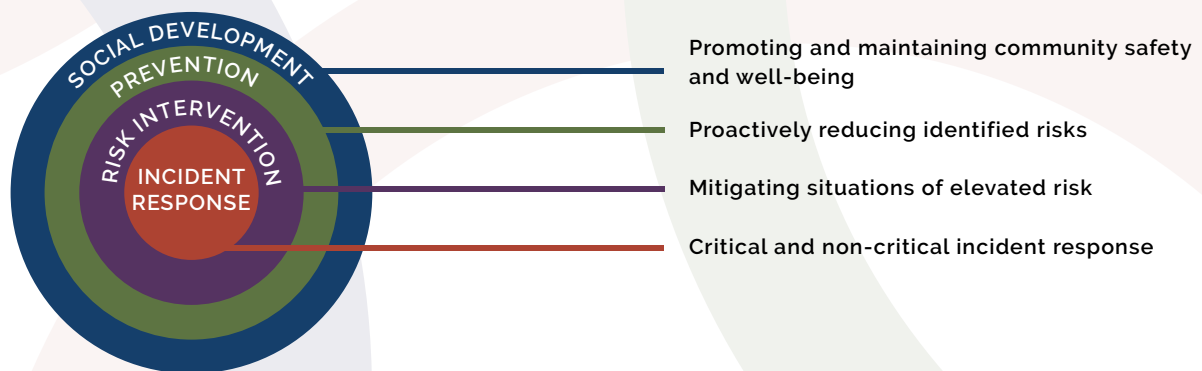 SOCIAL DEVELOPMENT
PREVENTION
RISK INTERVENTION
INCIDENT
RESPONSE
Promoting and maintaining community safety
and well-being
Proactively reducing identified risks
Mitigating situations of elevated risk
Critical and non-critical incident response